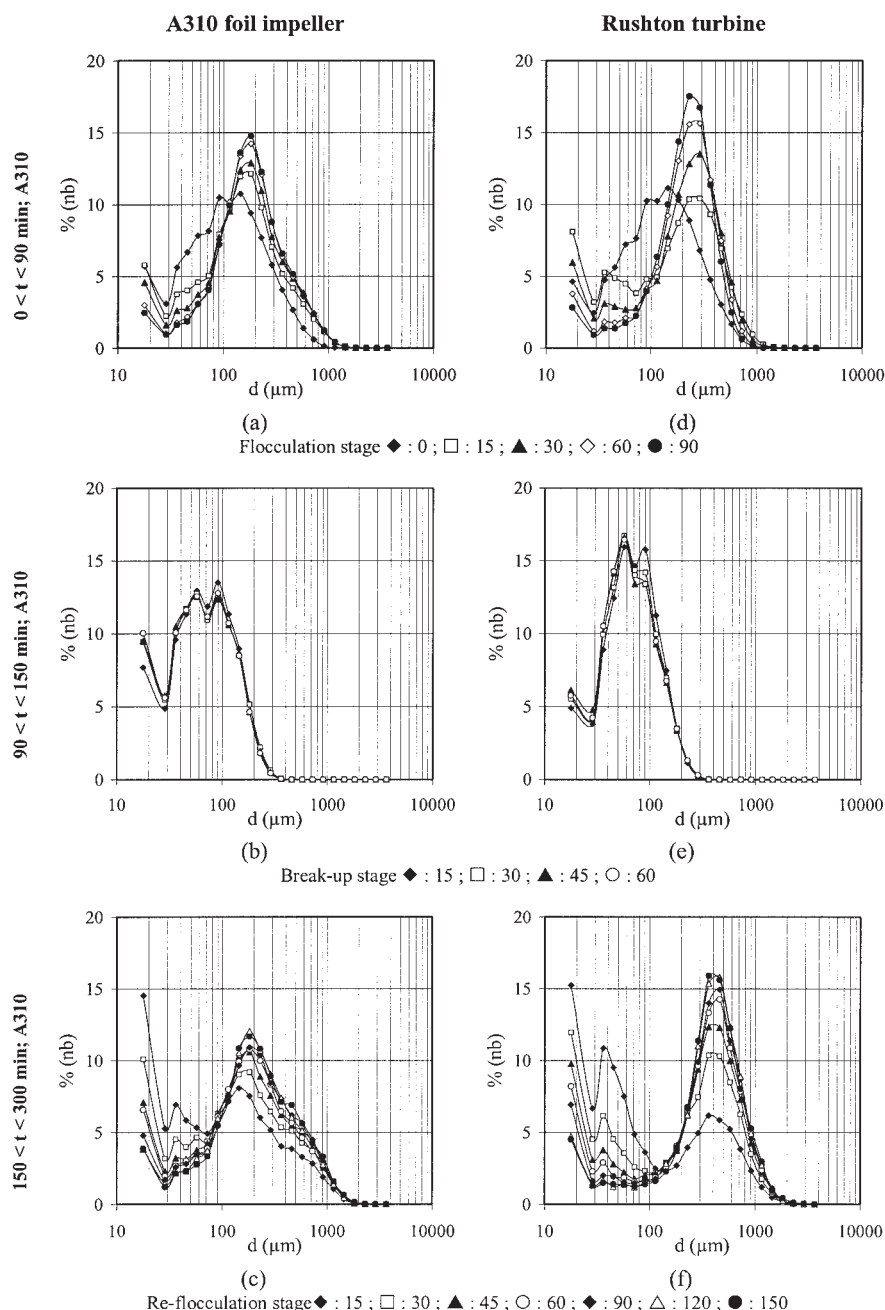 A310 foil impeller
Rushton turbine
0 < t < 90 min; A310
20
15
10
5
0
% (nb)
10 100 1000 10000
d (µm)
(a)
20
15
10
5
0
% (nb)
10 100 1000 10000
d (µm)
(d)
Flocculation stage ◆ : 0 ; □ : 15 ; ▲ : 30 ; ◇ : 60 ; ● : 90
90 < t < 150 min; A310
20
15
10
5
0
% (nb)
10 100 1000 10000
d (µm)
(b)
20
15
10
5
0
% (nb)
10 100 1000 10000
d (µm)
(e)
Break-up stage ◆ : 15 ; □ : 30 ; ▲ : 45 ; ○ : 60
150 < t < 300 min; A310
20
15
10
5
0
% (nb)
10 100 1000 10000
d (µm)
(c)
20
15
10
5
0
% (nb)
10 100 1000 10000
d (µm)
(f)
Re-flocculation stage ◆ : 15 ; □ : 30 ; ▲ : 45 ; ○ : 60 ; ◆ : 90 ; △ : 120 ; ● : 150